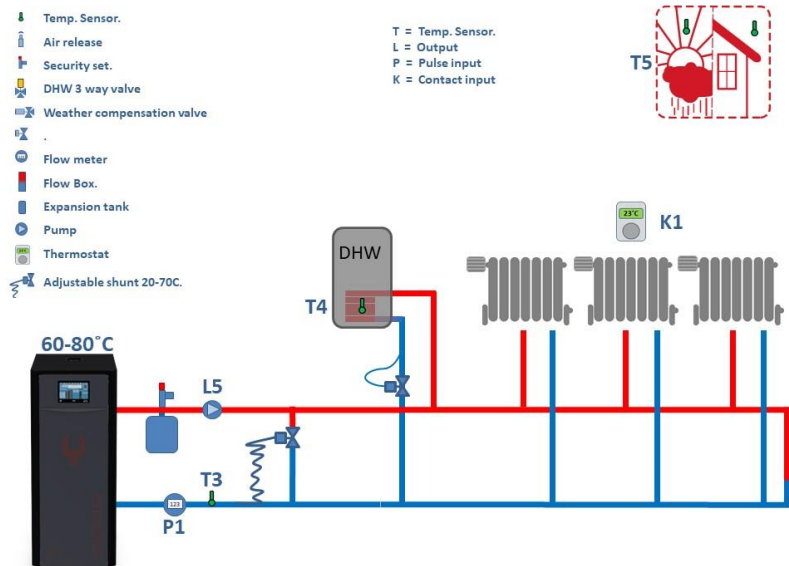 Temp. Sensor.
Air release
Security set.
DHW 3 way valve
Weather compensation valve
.
Flow meter
Flow Box.
Expansion tank
Pump
Thermostat
Adjustable shunt 20-70C.
T = Temp. Sensor.
L = Output
P = Pulse input
K = Contact input
T5
23°C
K1
DHW
T4
60-80°C
L5
T3
123
P1